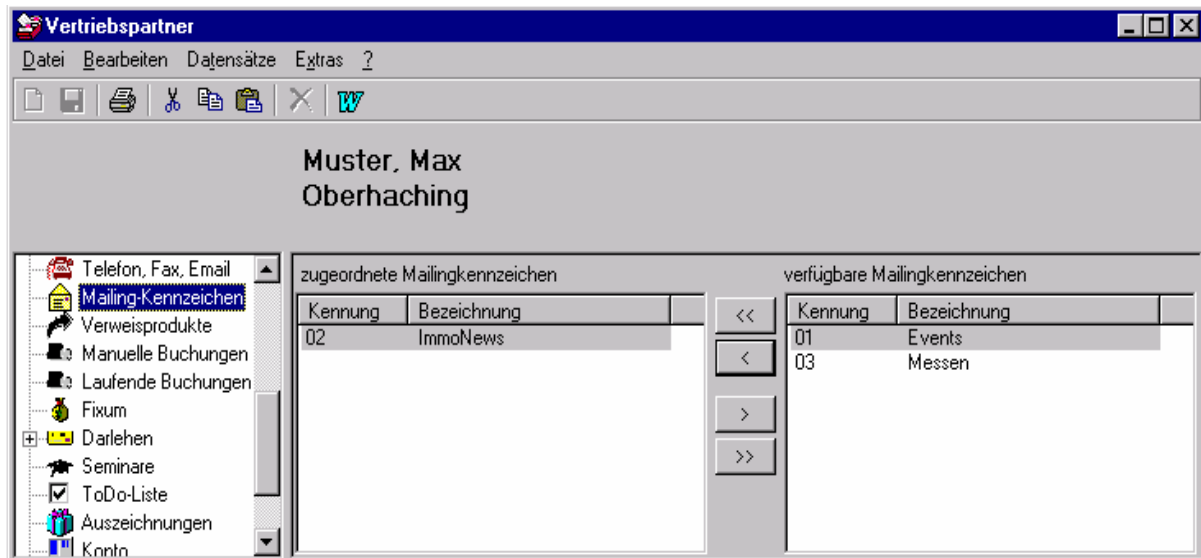 Vertriebspartner
Datei Bearbeiten Datensätze Extras ?
W
Muster, Max
Oberhaching
Telefon, Fax, Email
Mailing-Kennzeichen
Verweisprodukte
Manuelle Buchungen
Laufende Buchungen
Fixum
Darlehen
Seminare
ToDo-Liste
Auszeichnungen
Konto
zugeordnete Mailingkennzeichen
Kennung Bezeichnung
02 ImmoNews
<<
<
>
>>
verfügbare Mailingkennzeichen
Kennung Bezeichnung
01 Events
03 Messen